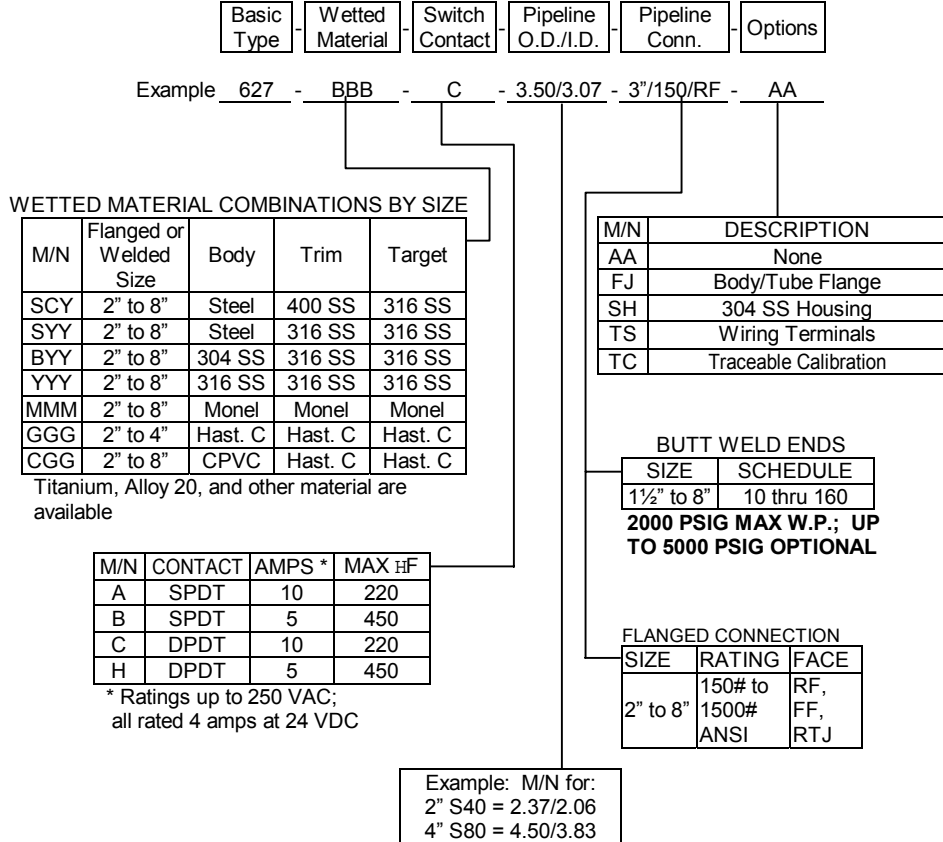 Basic Type - Wetted Material - Switch Contact - Pipeline O.D./I.D. - Pipeline Conn. - Options
Example 627 - BBB - C - 3.50/3.07 - 3"/150/RF - AA
WETTED MATERIAL COMBINATIONS BY SIZE
M/N Flanged or Welded Size Body Trim Target
SCY 2" to 8" Steel 400 SS 316 SS
SYY 2" to 8" Steel 316 SS 316 SS
BYY 2" to 8" 304 SS 316 SS 316 SS
YYY 2" to 8" 316 SS 316 SS 316 SS
MMM 2" to 8" Monel Monel Monel
GGG 2" to 4" Hast. C Hast. C Hast. C
CGG 2" to 8" CPVC Hast. C Hast. C
Titanium, Alloy 20, and other material are
available
M/N DESCRIPTION
AA None
FJ Body/Tube Flange
SH 304 SS Housing
TS Wiring Terminals
TC Traceable Calibration
BUTT WELD ENDS
SIZE SCHEDULE
1½" to 8" 10 thru 160
2000 PSIG MAX W.P.; UP
TO 5000 PSIG OPTIONAL
M/N CONTACT AMPS * MAX HF
A SPDT 10 220
B SPDT 5 450
C DPDT 10 220
H DPDT 5 450
* Ratings up to 250 VAC;
all rated 4 amps at 24 VDC
FLANGED CONNECTION
SIZE RATING FACE
2" to 8" 150# to 1500# ANSI RF, FF, RTJ
Example: M/N for:
2" S40 = 2.37/2.06
4" S80 = 4.50/3.83